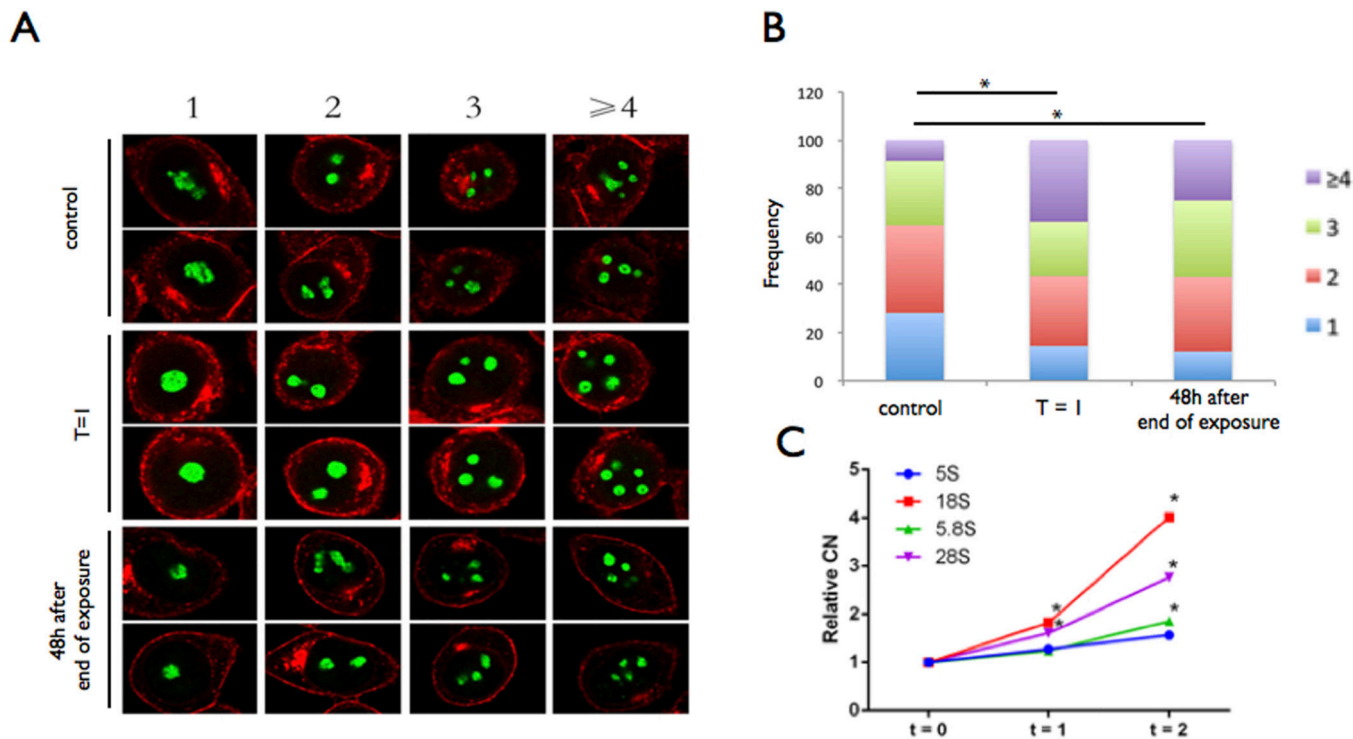 A
1 2 3 ≥4
control
T=1
48h after
end of exposure
B
*
*
120
100
80
60
40
20
0
Frequency
control
T = 1
48h after
end of exposure
≥4
3
2
1
C
5
4
3
2
1
0
Relative CN
5S
18S
5.8S
28S
*
*
*
*
*
t = 0
t = 1
t = 2